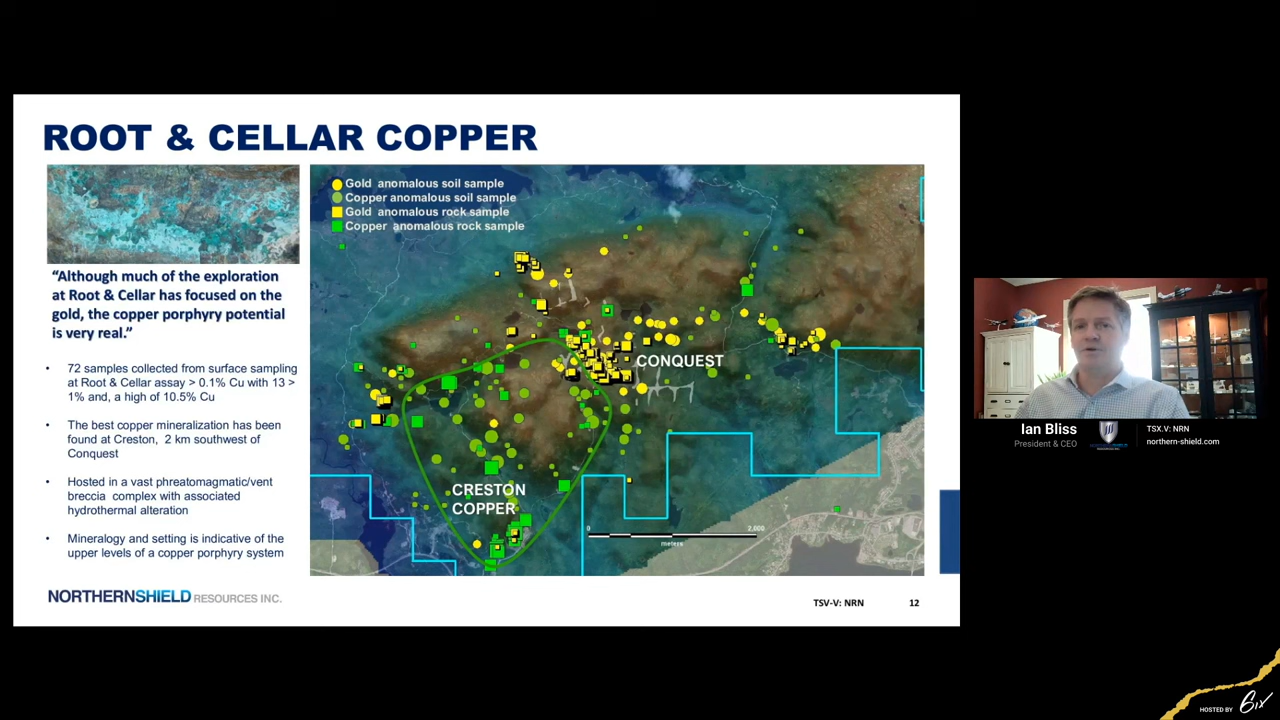 ROOT & CELLAR COPPER
“Although much of the exploration
at Root & Cellar has focused on the
gold, the copper porphyry potential
is very real.”
• 72 samples collected from surface sampling
at Root & Cellar assay > 0.1% Cu with 13 >
1% and, a high of 10.5% Cu
• The best copper mineralization has been
found at Creston, 2 km southwest of
Conquest
• Hosted in a vast phreatomagmatic/vent
breccia complex with associated
hydrothermal alteration
• Mineralogy and setting is indicative of the
upper levels of a copper porphyry system
Gold anomalous soil sample
Copper anomalous soil sample
Gold anomalous rock sample
Copper anomalous rock sample
CONQUEST
CRESTON
COPPER
0 2,000
meters
NORTHERNSHIELD RESOURCES INC.
TSV-V: NRN 12
Ian Bliss
President & CEO
TSX.V: NRN
northern-shield.com
HOSTED BY 6ix